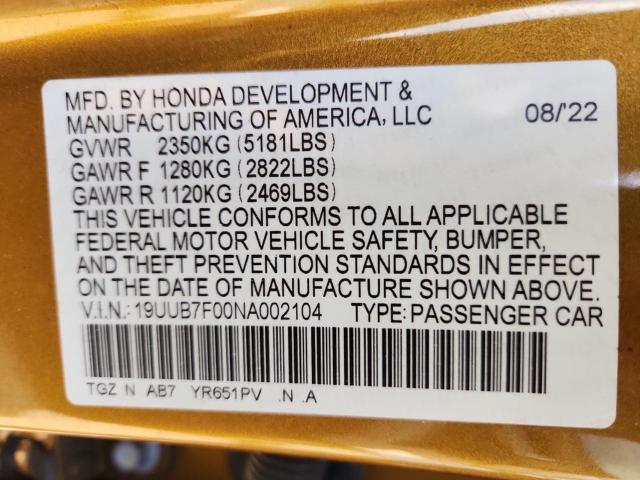 MFD. BY HONDA DEVELOPMENT &
MANUFACTURING OF AMERICA, LLC 08/'22
GVWR 2350KG (5181LBS)
GAWR F 1280KG (2822LBS)
GAWR R 1120KG (2469LBS)
THIS VEHICLE CONFORMS TO ALL APPLICABLE
FEDERAL MOTOR VEHICLE SAFETY, BUMPER,
AND THEFT PREVENTION STANDARDS IN EFFECT
ON THE DATE OF MANUFACTURE SHOWN ABOVE.
V.I.N.: 19UUB7F00NA002104 TYPE: PASSENGER CAR
TGZ N AB7 YR651PV .N .A